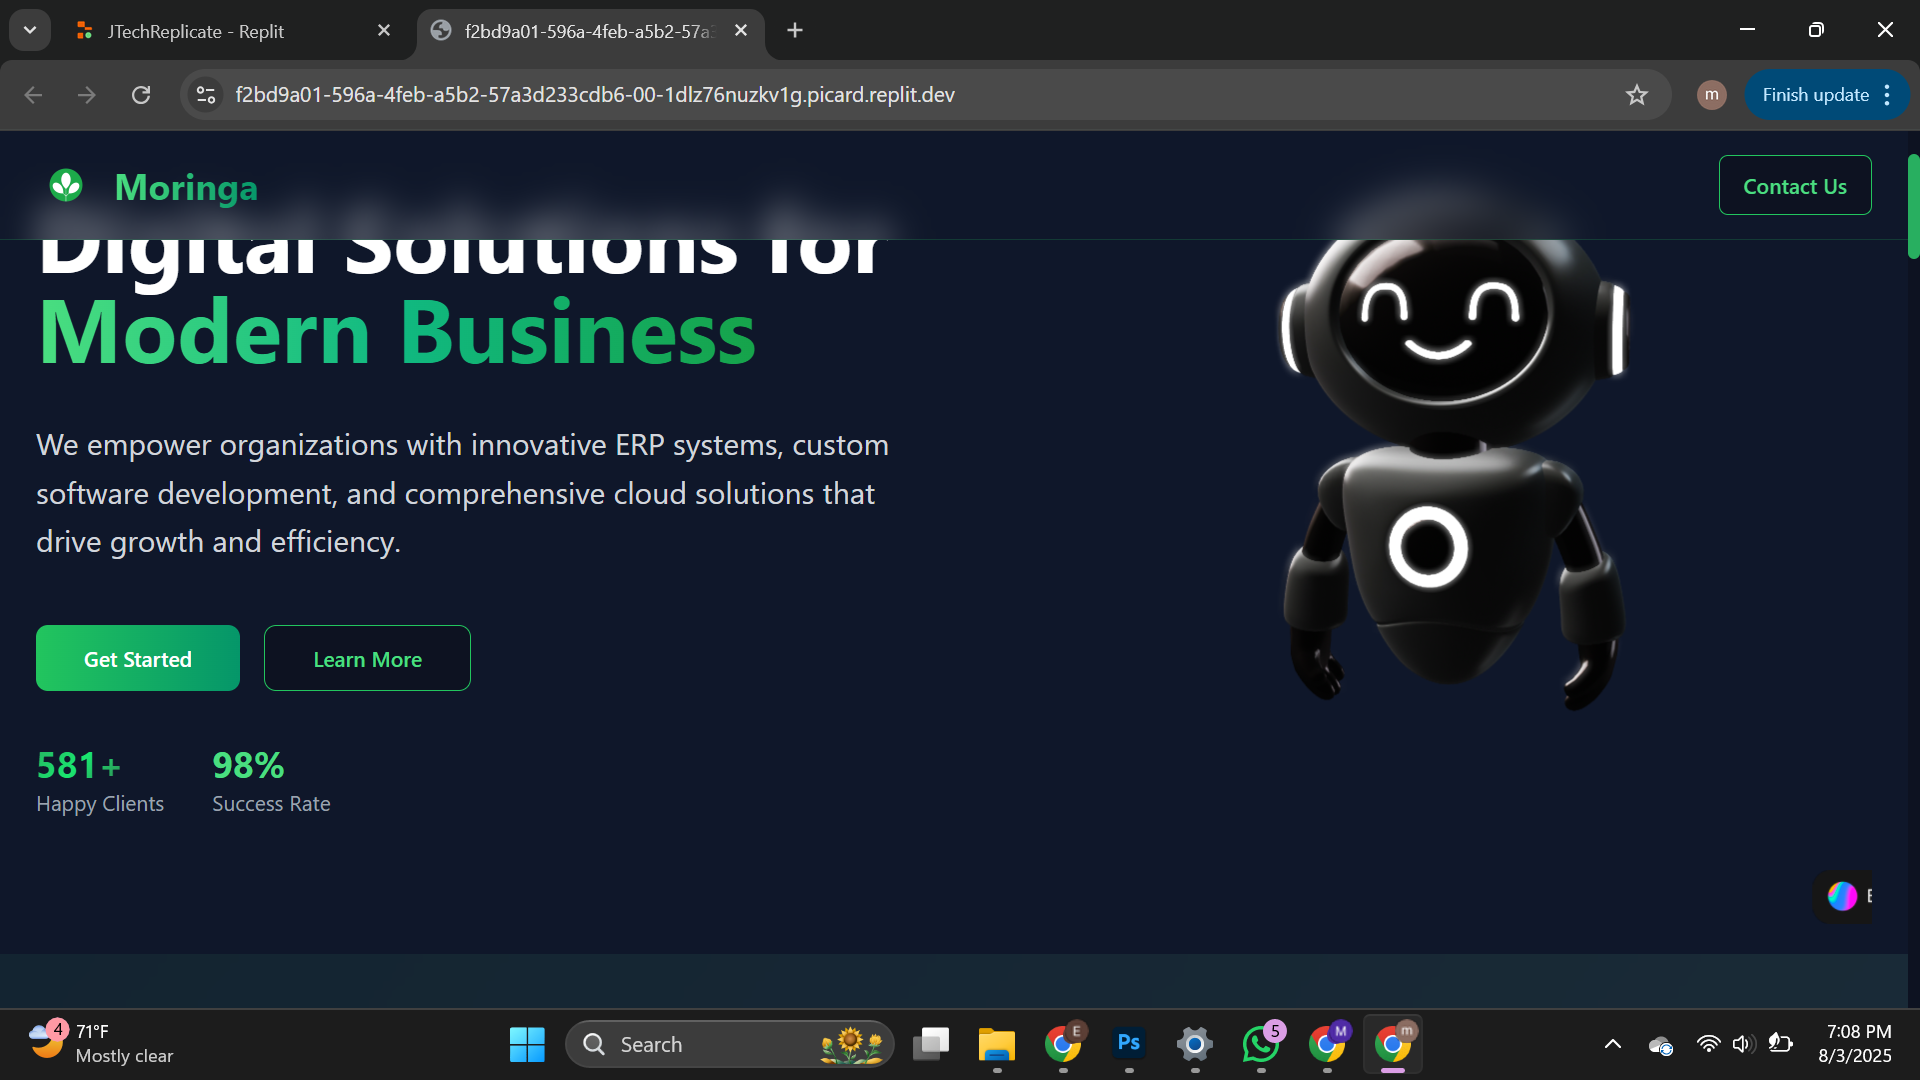 JTechReplicate - Replit
f2bd9a01-596a-4feb-a5b2-57a
f2bd9a01-596a-4feb-a5b2-57a3d233cdb6-00-1dlz76nuzkv1g.picard.replit.dev
m
Finish update
Moringa
Contact Us
Digital Solutions for
Modern Business
We empower organizations with innovative ERP systems, custom
software development, and comprehensive cloud solutions that
drive growth and efficiency.
Get Started
Learn More
581+
98%
Happy Clients
Success Rate
4
71°F
Mostly clear
Search
E
Ps
5
M
m
7:08 PM
8/3/2025